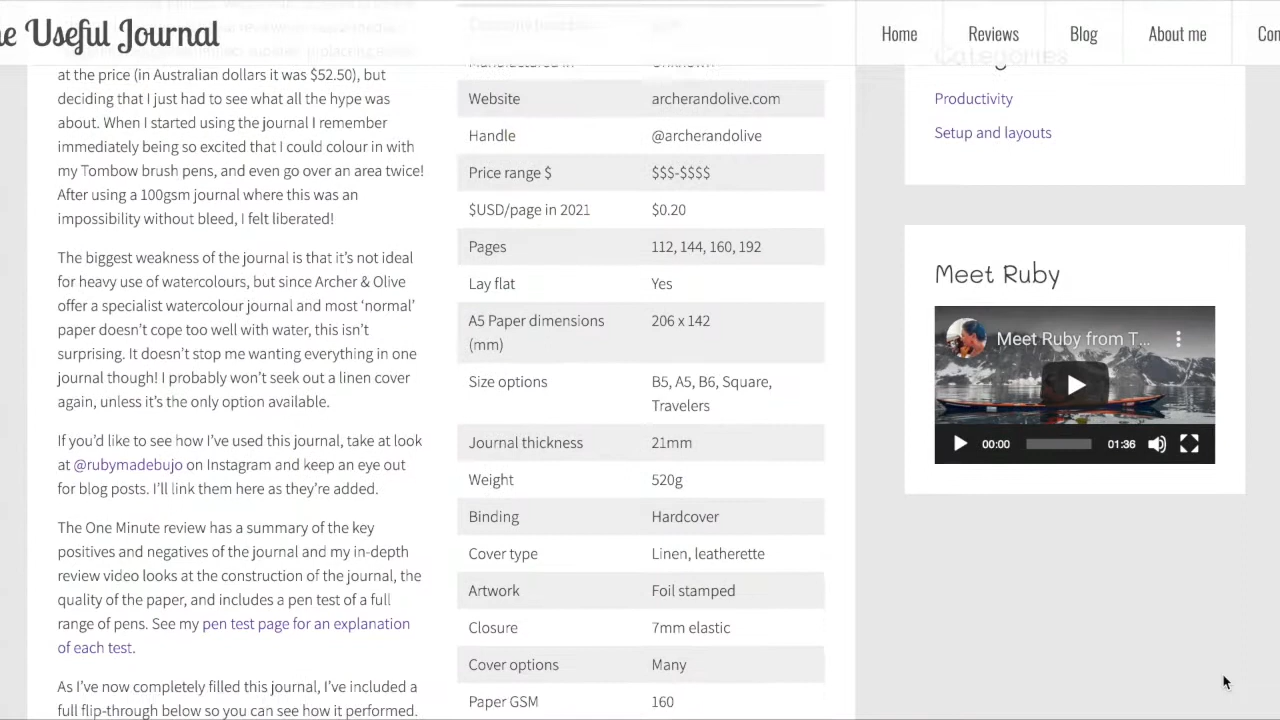 e Useful Journal
Home
Reviews
Blog
About me
Con
at the price (in Australian dollars it was $52.50), but
deciding that I just had to see what all the hype was
about. When I started using the journal I remember
immediately being so excited that I could colour in with
my Tombow brush pens, and even go over an area twice!
After using a 100gsm journal where this was an
impossibility without bleed, I felt liberated!
The biggest weakness of the journal is that it’s not ideal
for heavy use of watercolours, but since Archer & Olive
offer a specialist watercolour journal and most ‘normal’
paper doesn’t cope too well with water, this isn’t
surprising. It doesn’t stop me wanting everything in one
journal though! I probably won’t seek out a linen cover
again, unless it’s the only option available.
If you’d like to see how I’ve used this journal, take at look
at @rubymadebujo on Instagram and keep an eye out
for blog posts. I’ll link them here as they’re added.
The One Minute review has a summary of the key
positives and negatives of the journal and my in-depth
review video looks at the construction of the journal, the
quality of the paper, and includes a pen test of a full
range of pens. See my pen test page for an explanation
of each test.
As I’ve now completely filled this journal, I’ve included a
full flip-through below so you can see how it performed.
Manufactured in Unknown
Website archerandolive.com
Handle @archerandolive
Price range $ $$$-$$$$
$USD/page in 2021 $0.20
Pages 112, 144, 160, 192
Lay flat Yes
A5 Paper dimensions 206 x 142
(mm)
Size options B5, A5, B6, Square,
Travelers
Journal thickness 21mm
Weight 520g
Binding Hardcover
Cover type Linen, leatherette
Artwork Foil stamped
Closure 7mm elastic
Cover options Many
Paper GSM 160
Categories
Productivity
Setup and layouts
Meet Ruby
Meet Ruby from T...
00:00
01:36